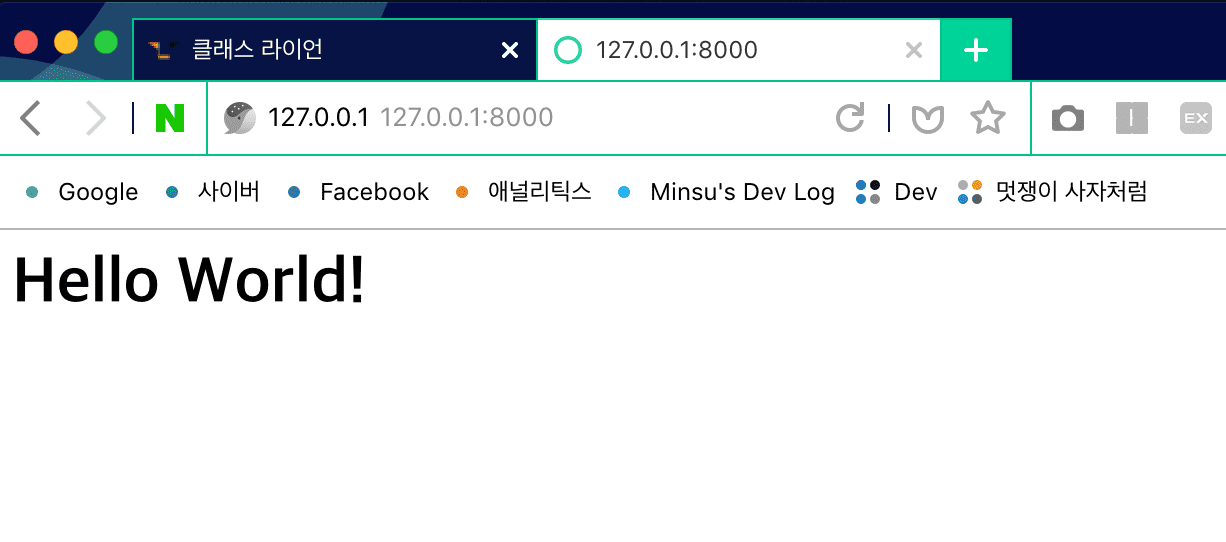 클래스 라이언 127.0.0.1:8000
N 127.0.0.1 127.0.0.1:8000 EX
Google 사이버 Facebook 애널리틱스 Minsu's Dev Log Dev 멋쟁이 사자처럼
Hello World!